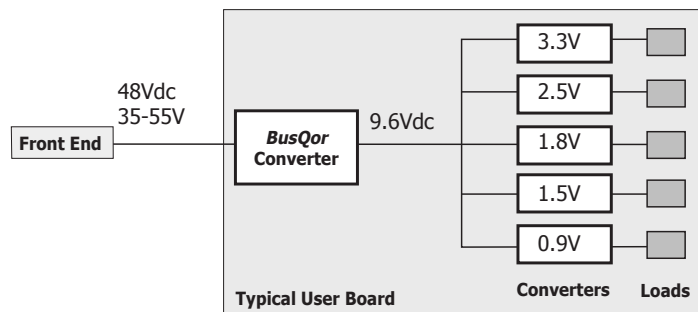 48Vdc
35-55V
Front End
BusQor
Converter
9.6Vdc
3.3V
2.5V
1.8V
1.5V
0.9V
Typical User Board
Converters
Loads